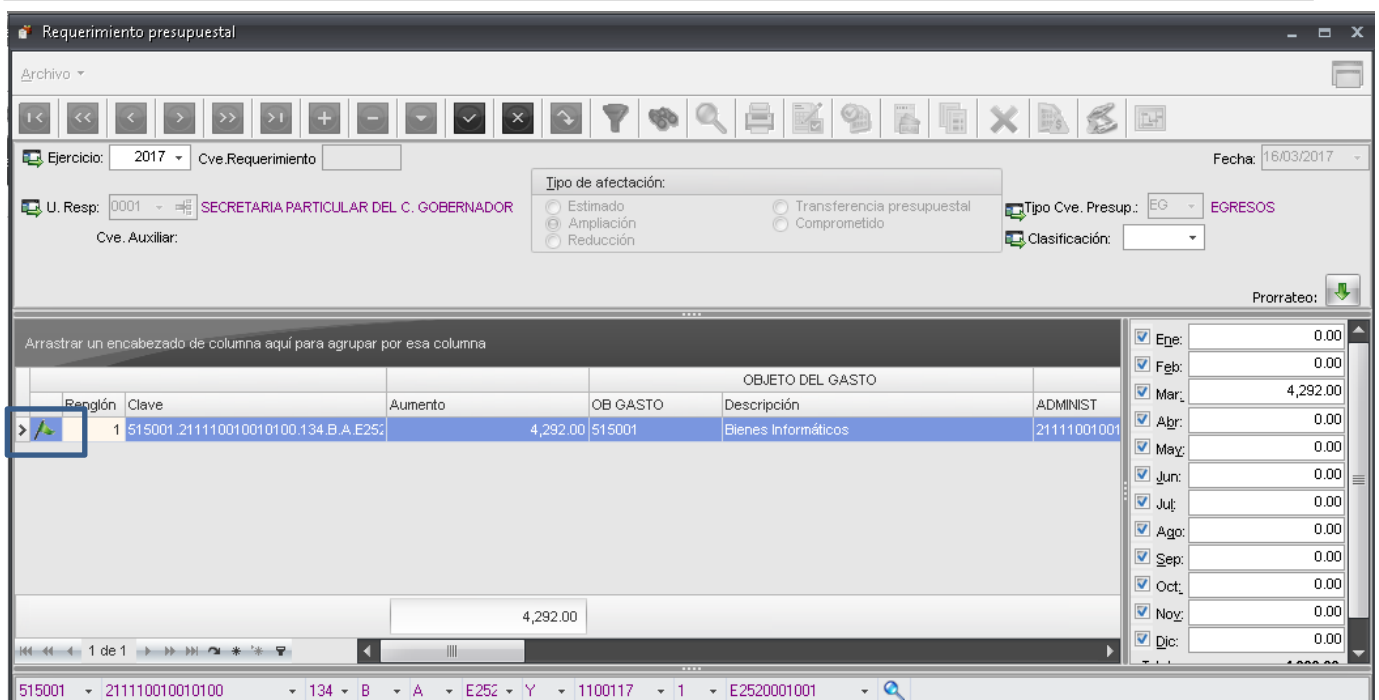 Requerimiento presupuestal
Archivo
Ejercicio: 2017 Cve.Requerimiento Fecha: 16/03/2017
Tipo de afectación:
U. Resp: 0001 SECRETARIA PARTICULAR DEL C. GOBERNADOR Estimado Transferencia presupuestal Tipo Cve. Presup.: EG EGRESOS
Ampliación Comprometido
Cve. Auxiliar: Reducción Clasificación:
Prorrateo:
Arrastrar un encabezado de columna aquí para agrupar por esa columna
OBJETO DEL GASTO
Renglón Clave Aumento OB GASTO Descripción ADMINIST
1 515001.211110010010100.134.B.A.E252 4,292.00 515001 Bienes Informáticos 21111001001
4,292.00
1 de 1
Ene: 0.00
Feb: 0.00
Mar: 4,292.00
Abr: 0.00
May: 0.00
Jun: 0.00
Jul: 0.00
Ago: 0.00
Sep: 0.00
Oct: 0.00
Nov: 0.00
Dic: 0.00
515001 211110010010100 134 B A E252 Y 1100117 1 E2520001001